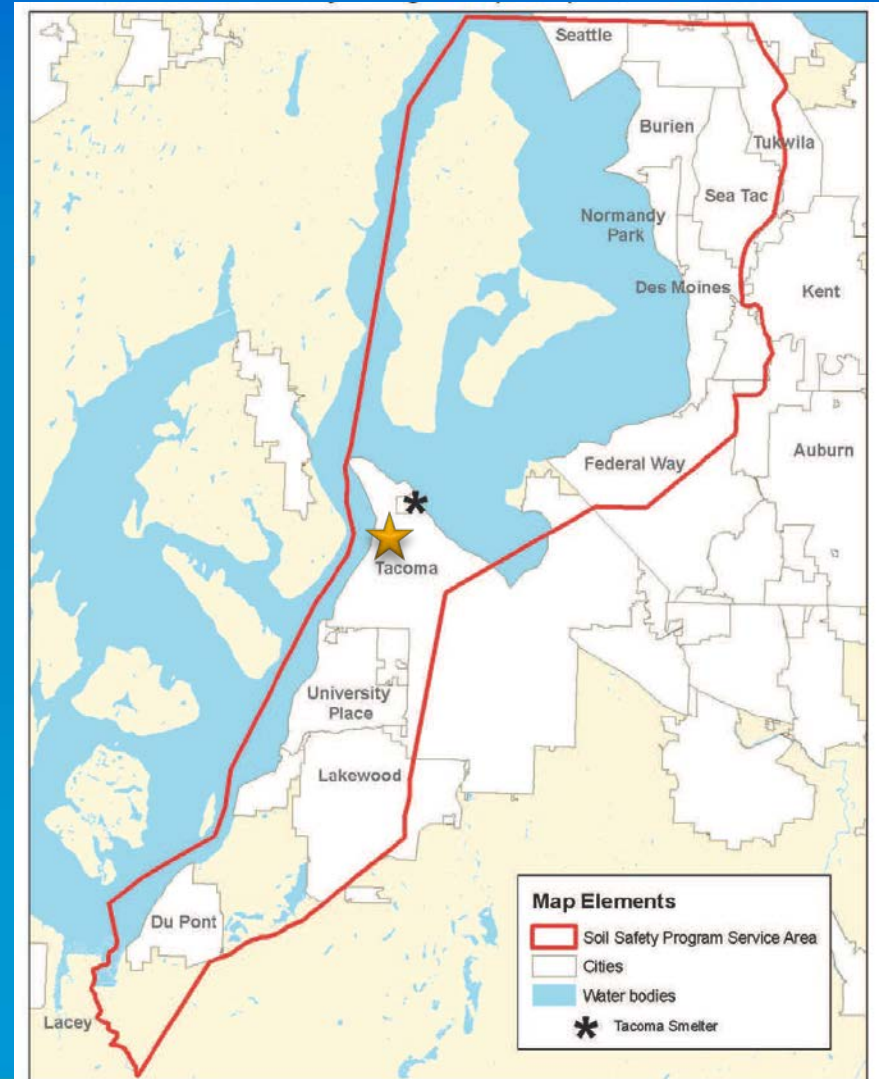 Seattle
Burien
Tukwila
Sea Tac
Normandy
Park
Des Moines
Kent
Federal Way
Auburn
Tacoma
University
Place
Lakewood
Du Pont
Lacey
Map Elements
Soil Safety Program Service Area
Cities
Water bodies
Tacoma Smelter